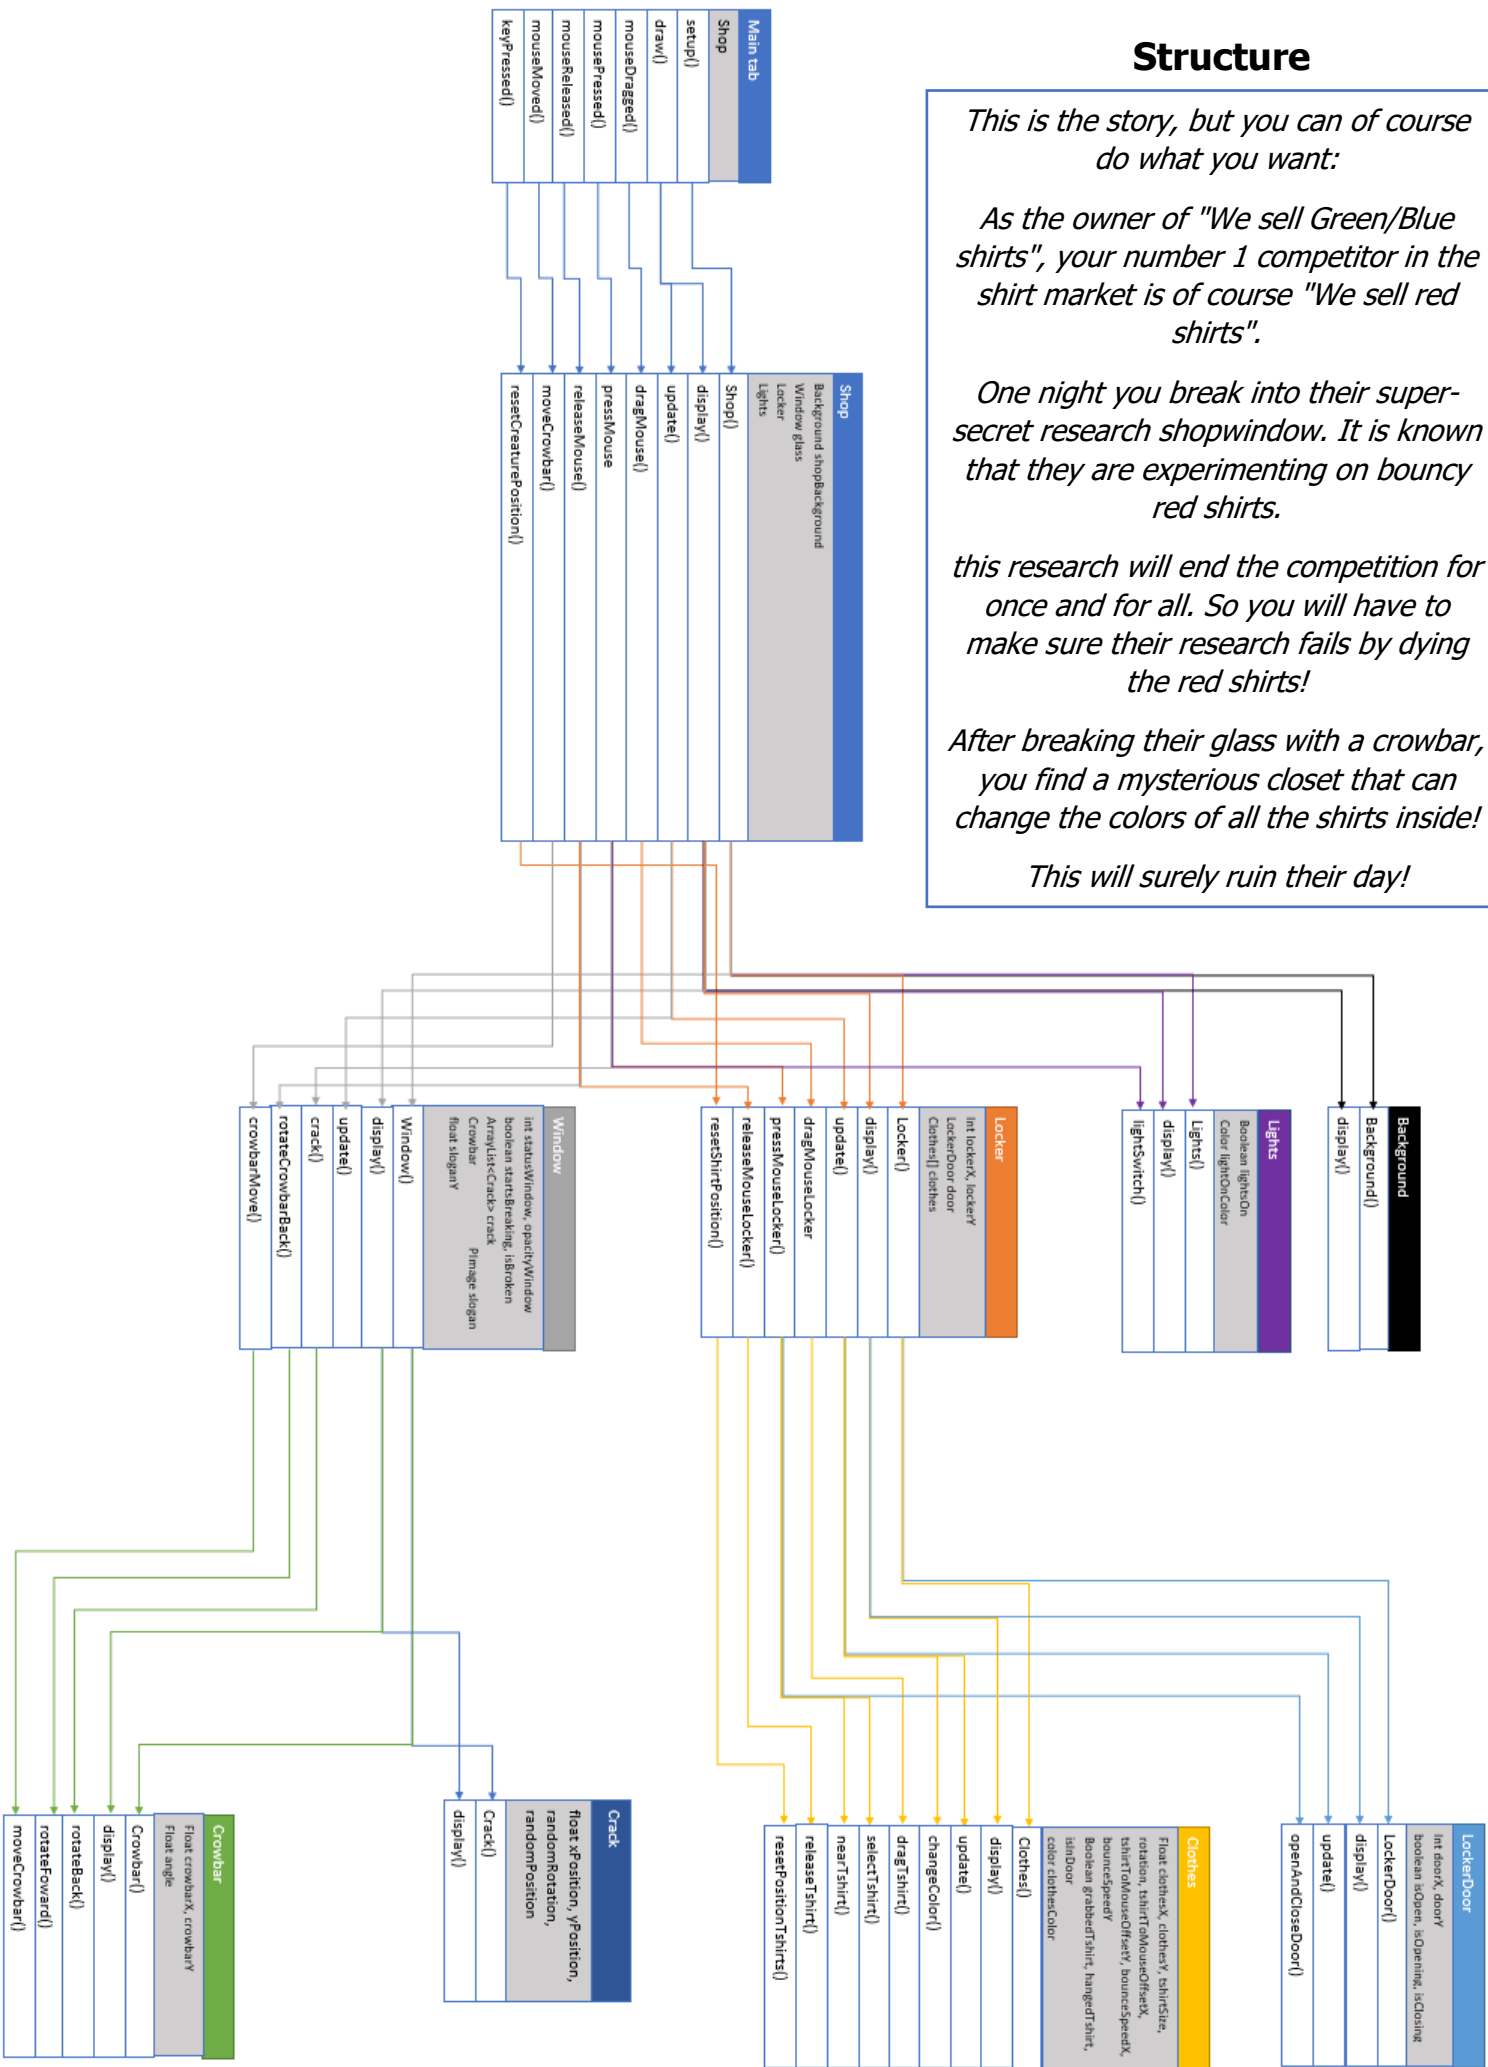 Structure
This is the story, but you can of course
do what you want:
As the owner of "We sell Green/Blue
shirts", your number 1 competitor in the
shirt market is of course "We sell red
shirts".
One night you break into their super-
secret research shopwindow. It is known
that they are experimenting on bouncy
red shirts.
this research will end the competition for
once and for all. So you will have to
make sure their research fails by dying
the red shirts!
After breaking their glass with a crowbar,
you find a mysterious closet that can
change the colors of all the shirts inside!
This will surely ruin their day!
Main tab
Shop
setup()
draw()
mouseDragged()
mousePressed()
mouseReleased()
mouseMoved()
keyPressed()
Shop
Background shopBackground
Window glass
Locker
Lights
Shop()
display()
update()
dragMouse()
pressMouse
releaseMouse()
moveCrowbar()
resetCreaturePosition()
Background
Background()
display()
Lights
Boolean lightsOn
Color lightOnColor
Lights()
display()
lightSwitch()
Locker
Int lockerX, lockerY
LockerDoor door
Clothes[] clothes
Locker()
display()
update()
dragMouseLocker
pressMouseLocker()
releaseMouseLocker()
resetShirtPosition()
Window
int statusWindow, opacityWindow
boolean startsBreaking, isBroken
ArrayList<Crack> crack
Crowbar PImage slogan
float sloganY
Window()
display()
update()
crack()
rotateCrowbarBack()
crowbarMove()
LockerDoor
Int doorX, doorY
boolean isOpen, isOpening, isClosing
LockerDoor()
display()
update()
openAndCloseDoor()
Clothes
Float clothesX, clothesY, tshirtSize,
rotation, tshirtToMouseOffsetX,
tshirtToMouseOffsetY, bounceSpeedX,
bounceSpeedY
Boolean grabbedTshirt, hangedTshirt,
isInDoor
color clothesColor
Clothes()
display()
update()
changeColor()
dragTshirt()
selectTshirt()
nearTshirt()
releaseTshirt()
resetPositionTshirts()
Crack
float xPosition, yPosition,
randomRotation,
randomPosition
Crack()
display()
Crowbar
Float crowbarX, crowbarY
Float angle
Crowbar()
display()
rotateBack()
rotateFoward()
moveCrowbar()